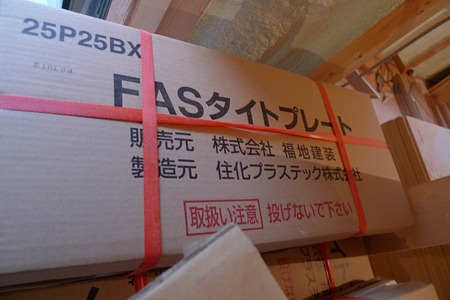 25P25BX
FASタイトプレート
販売元 株式会社 福地建装
製造元 住化プラステック株式会社
取扱い注意 投げないで下さい